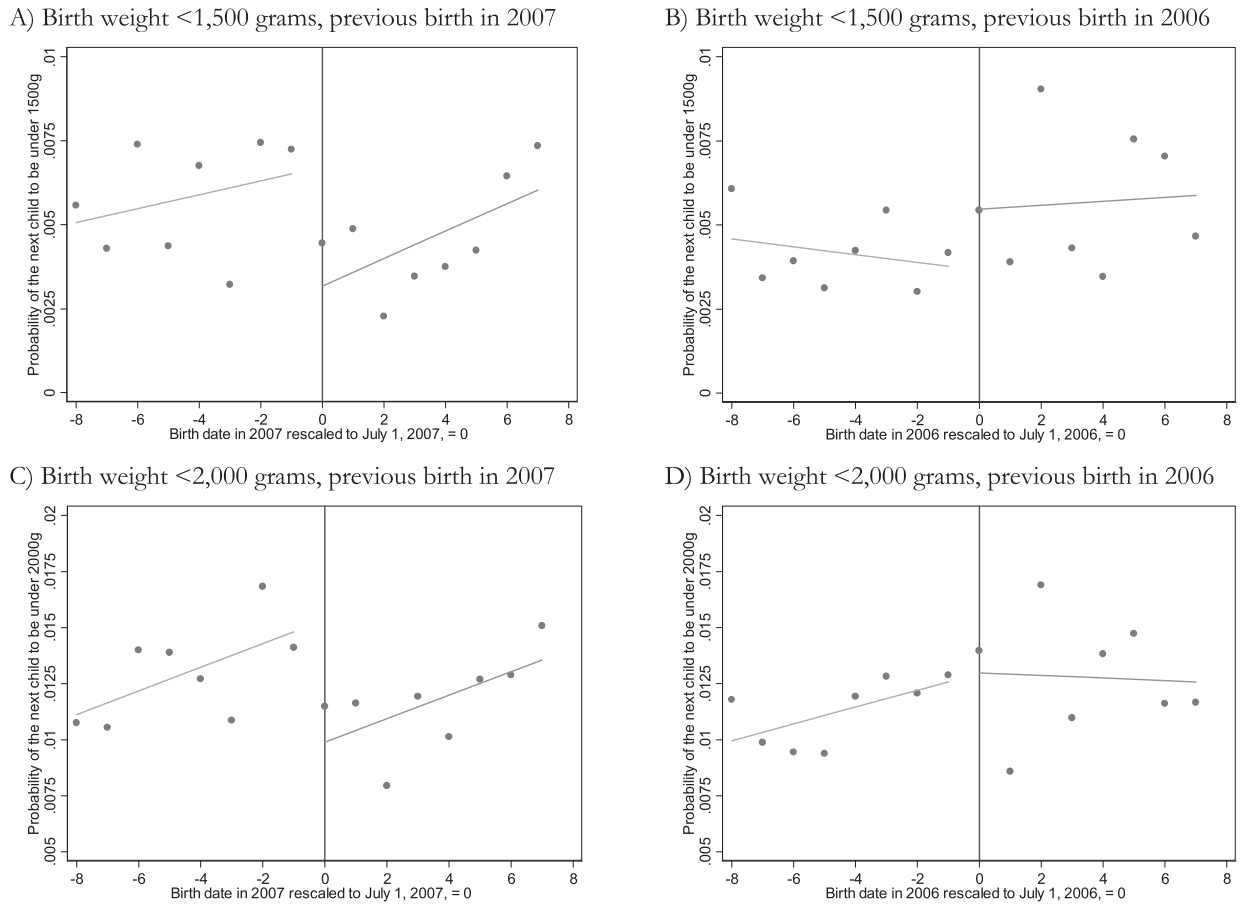 A) Birth weight <1,500 grams, previous birth in 2007
Probability of the next child to be under 1500g
.01
.0075
.005
.0025
0
-8 -6 -4 -2 0 2 4 6 8
Birth date in 2007 rescaled to July 1, 2007, = 0
B) Birth weight <1,500 grams, previous birth in 2006
Probability of the next child to be under 1500g
.01
.0075
.005
.0025
0
-8 -6 -4 -2 0 2 4 6 8
Birth date in 2006 rescaled to July 1, 2006, = 0
C) Birth weight <2,000 grams, previous birth in 2007
Probability of the next child to be under 2000g
.02
.0175
.015
.0125
.01
.0075
.005
-8 -6 -4 -2 0 2 4 6 8
Birth date in 2007 rescaled to July 1, 2007, = 0
D) Birth weight <2,000 grams, previous birth in 2006
Probability of the next child to be under 2000g
.02
.0175
.015
.0125
.01
.0075
.005
-8 -6 -4 -2 0 2 4 6 8
Birth date in 2006 rescaled to July 1, 2006, = 0